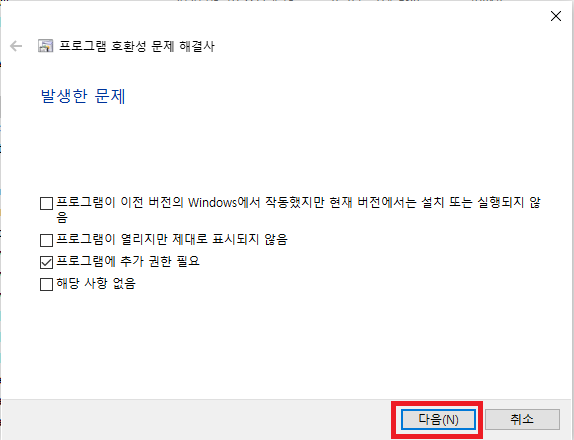 프로그램 호환성 문제 해결사
발생한 문제
프로그램이 이전 버전의 Windows에서 작동했지만 현재 버전에서는 설치 또는 실행되지 않
음
프로그램이 열리지만 제대로 표시되지 않음
프로그램에 추가 권한 필요
해당 사항 없음
다음(N)
취소